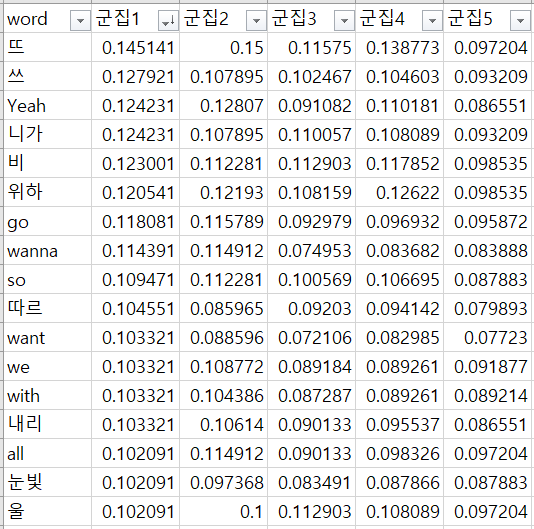 word 군집1 군집2 군집3 군집4 군집5
뜨 0.145141 0.15 0.11575 0.138773 0.097204
쓰 0.127921 0.107895 0.102467 0.104603 0.093209
Yeah 0.124231 0.12807 0.091082 0.110181 0.086551
니가 0.124231 0.107895 0.110057 0.108089 0.093209
비 0.123001 0.112281 0.112903 0.117852 0.098535
위하 0.120541 0.12193 0.108159 0.12622 0.098535
go 0.118081 0.115789 0.092979 0.096932 0.095872
wanna 0.114391 0.114912 0.074953 0.083682 0.083888
so 0.109471 0.112281 0.100569 0.106695 0.087883
따르 0.104551 0.085965 0.09203 0.094142 0.079893
want 0.103321 0.088596 0.072106 0.082985 0.07723
we 0.103321 0.108772 0.089184 0.089261 0.091877
with 0.103321 0.104386 0.087287 0.089261 0.089214
내리 0.103321 0.10614 0.090133 0.095537 0.086551
all 0.102091 0.114912 0.090133 0.098326 0.097204
눈빛 0.102091 0.097368 0.083491 0.087866 0.087883
울 0.102091 0.1 0.112903 0.108089 0.097204